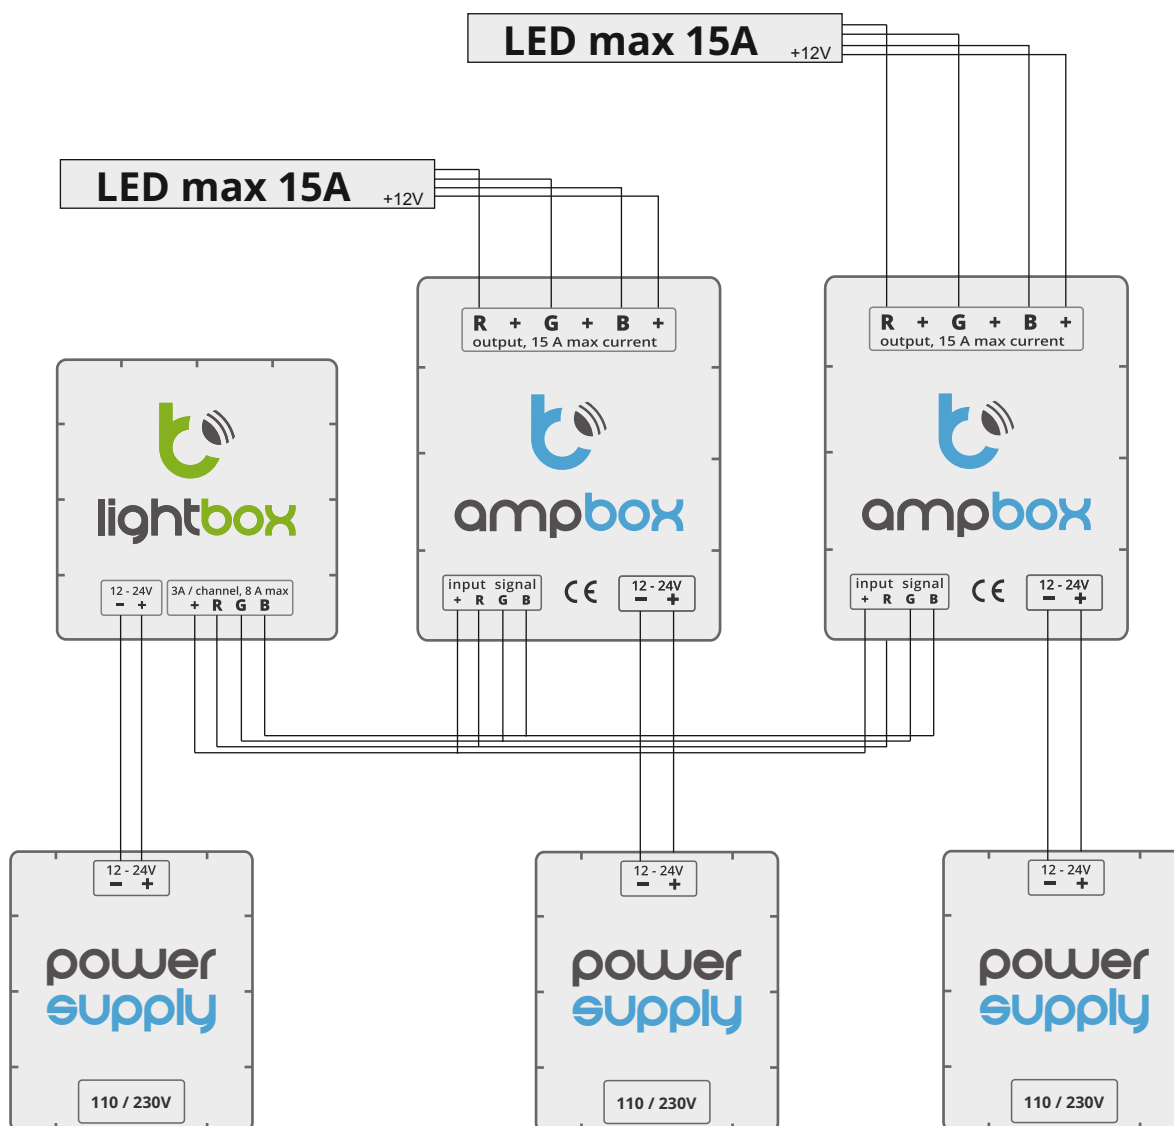 LED max 15A +12V
LED max 15A +12V
R + G + B +
output, 15 A max current
R + G + B +
output, 15 A max current
lightbox
12 - 24V
- +
3A / channel, 8 A max
+ R G B
ampbox
input signal
+ R G B
CE
12 - 24V
- +
ampbox
input signal
+ R G B
CE
12 - 24V
- +
12 - 24V
- +
power
supply
110 / 230V
12 - 24V
- +
power
supply
110 / 230V
12 - 24V
- +
power
supply
110 / 230V